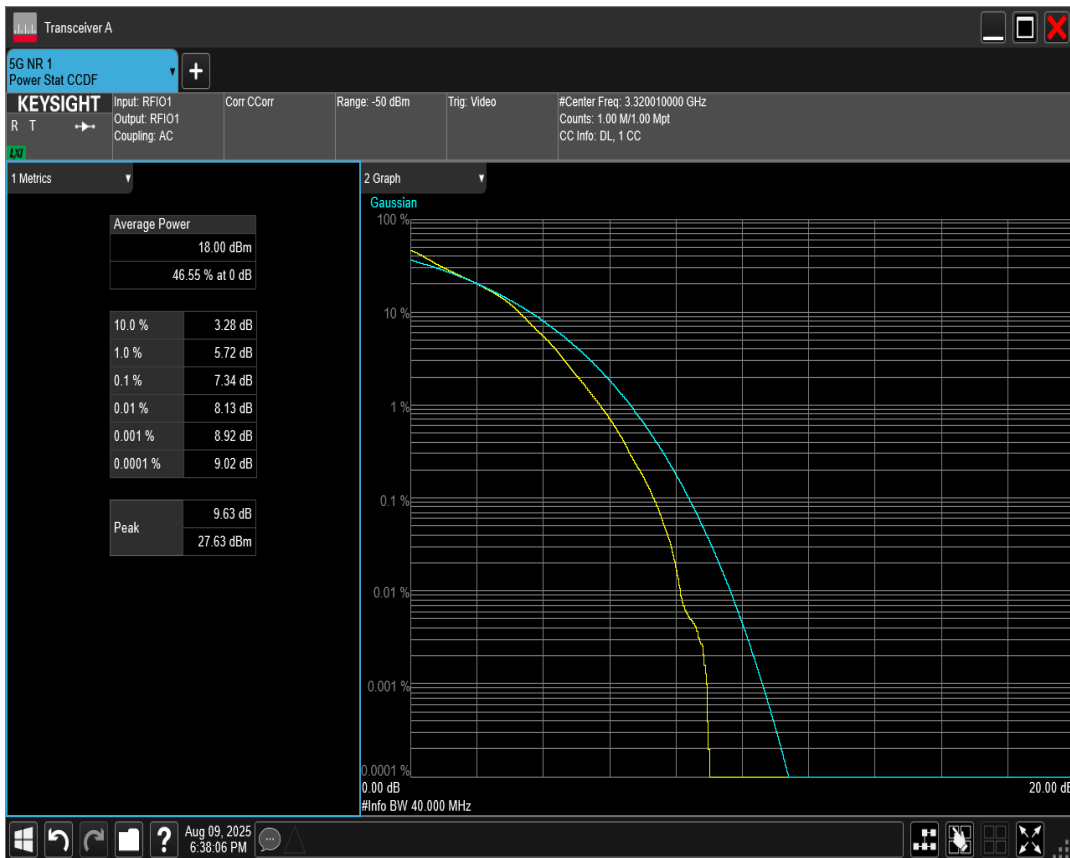 Transceiver A
5G NR 1
Power Stat CCDF
KEYSIGHT
R T
LXI
Input: RFIO1
Output: RFIO1
Coupling: AC
Corr CCorr
Range: -50 dBm
Trig: Video
#Center Freq: 3.320010000 GHz
Counts: 1.00 M/1.00 Mpt
CC Info: DL, 1 CC
1 Metrics
Average Power
18.00 dBm
46.55 % at 0 dB
10.0 % 3.28 dB
1.0 % 5.72 dB
0.1 % 7.34 dB
0.01 % 8.13 dB
0.001 % 8.92 dB
0.0001 % 9.02 dB
Peak
9.63 dB
27.63 dBm
2 Graph
Gaussian
100 %
10 %
1 %
0.1 %
0.01 %
0.001 %
0.0001 %
0.00 dB
20.00 dB
#Info BW 40.000 MHz
?
Aug 09, 2025
6:38:06 PM